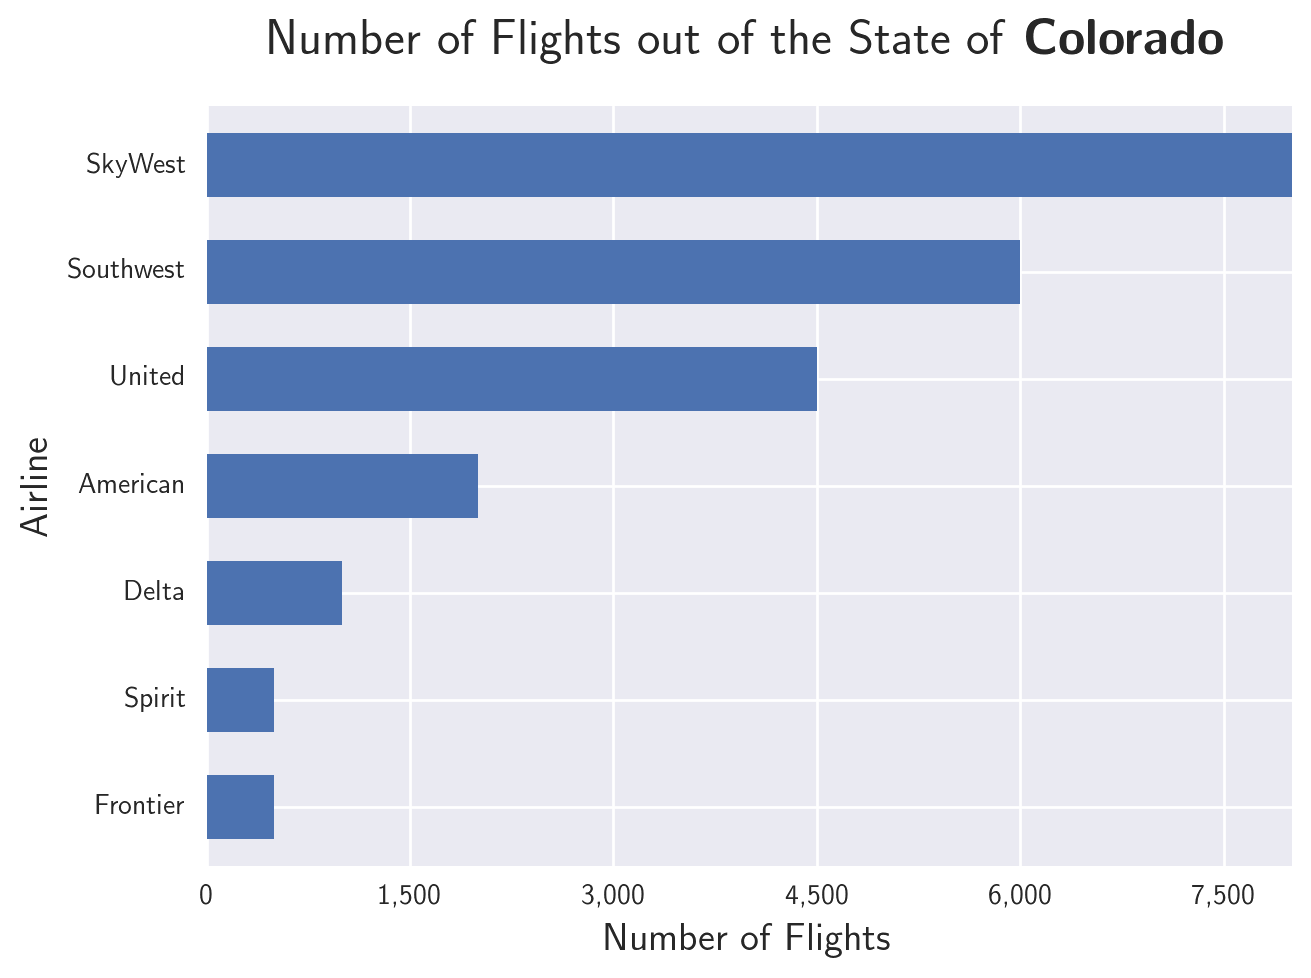 Number of Flights out of the State of Colorado
SkyWest
Southwest
United
American
Delta
Spirit
Frontier
Airline
0 1,500 3,000 4,500 6,000 7,500
Number of Flights